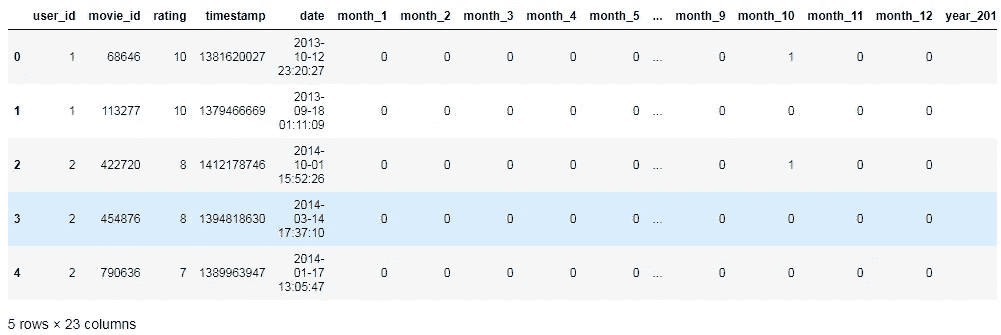 user_id movie_id rating timestamp date month_1 month_2 month_3 month_4 month_5 ... month_9 month_10 month_11 month_12 year_201
2013-
0 1 68646 10 1381620027 10-12 0 0 0 0 0 ... 0 1 0 0
23:20:27
2013-
1 1 113277 10 1379466669 09-18 0 0 0 0 0 ... 0 0 0 0
01:11:09
2014-
2 2 422720 8 1412178746 10-01 0 0 0 0 0 ... 0 1 0 0
15:52:26
2014-
3 2 454876 8 1394818630 03-14 0 0 0 0 0 ... 0 0 0 0
17:37:10
2014-
4 2 790636 7 1389963947 01-17 0 0 0 0 0 ... 0 0 0 0
13:05:47
5 rows × 23 columns